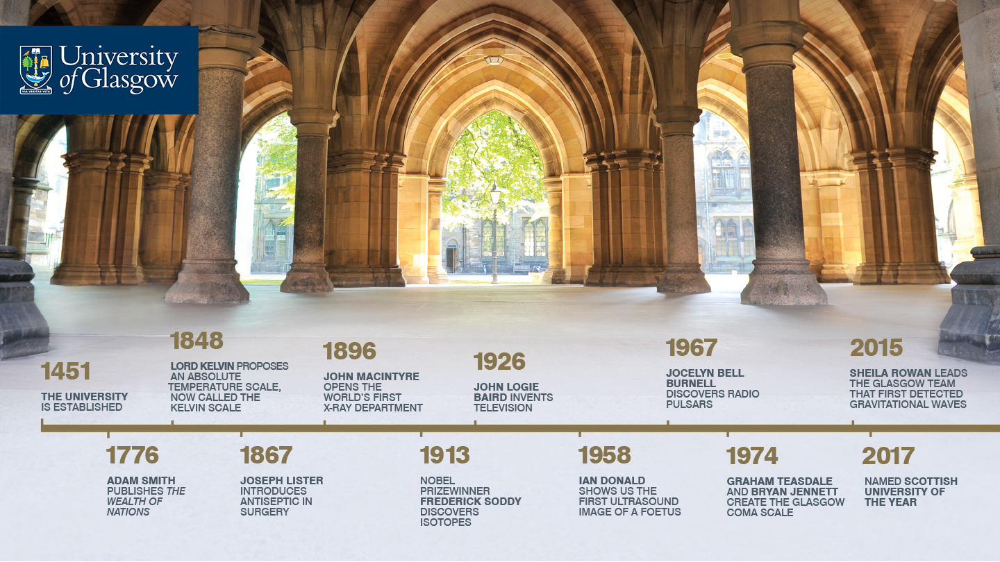 University
of Glasgow
VIA VERITAS VITA
1451
THE UNIVERSITY
IS ESTABLISHED
1776
ADAM SMITH
PUBLISHES THE
WEALTH OF
NATIONS
1848
LORD KELVIN PROPOSES
AN ABSOLUTE
TEMPERATURE SCALE,
NOW CALLED THE
KELVIN SCALE
1867
JOSEPH LISTER
INTRODUCES
ANTISEPTIC IN
SURGERY
1896
JOHN MACINTYRE
OPENS THE
WORLD'S FIRST
X-RAY DEPARTMENT
1913
NOBEL
PRIZEWINNER
FREDERICK SODDY
DISCOVERS
ISOTOPES
1926
JOHN LOGIE
BAIRD INVENTS
TELEVISION
1958
IAN DONALD
SHOWS US THE
FIRST ULTRASOUND
IMAGE OF A FOETUS
1967
JOCELYN BELL
BURNELL
DISCOVERS RADIO
PULSARS
1974
GRAHAM TEASDALE
AND BRYAN JENNETT
CREATE THE GLASGOW
COMA SCALE
2015
SHEILA ROWAN LEADS
THE GLASGOW TEAM
THAT FIRST DETECTED
GRAVITATIONAL WAVES
2017
NAMED SCOTTISH
UNIVERSITY OF
THE YEAR